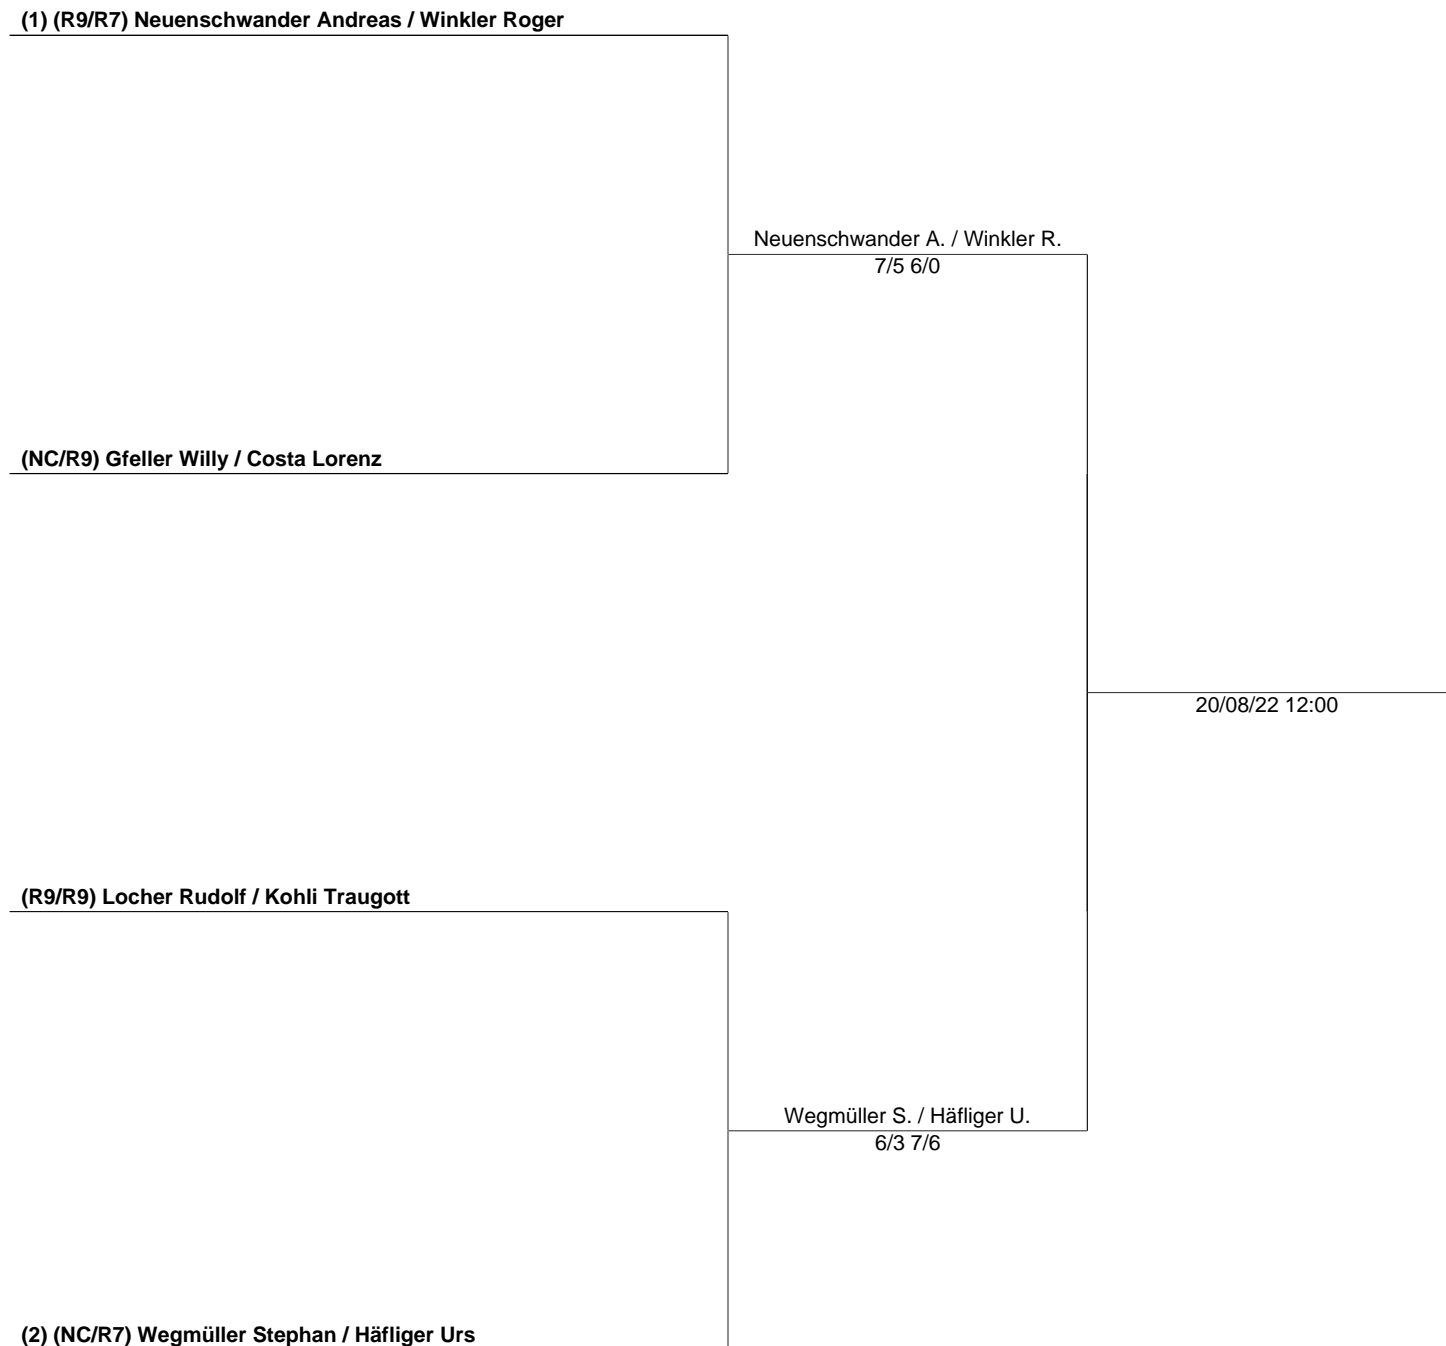 (1) (R9/R7) Neuenschwander Andreas / Winkler Roger
Neuenschwander A. / Winkler R.
7/5 6/0
(NC/R9) Gfeller Willy / Costa Lorenz
20/08/22 12:00
(R9/R9) Locher Rudolf / Kohli Traugott
Wegmüller S. / Häfliger U.
6/3 7/6
(2) (NC/R7) Wegmüller Stephan / Häfliger Urs